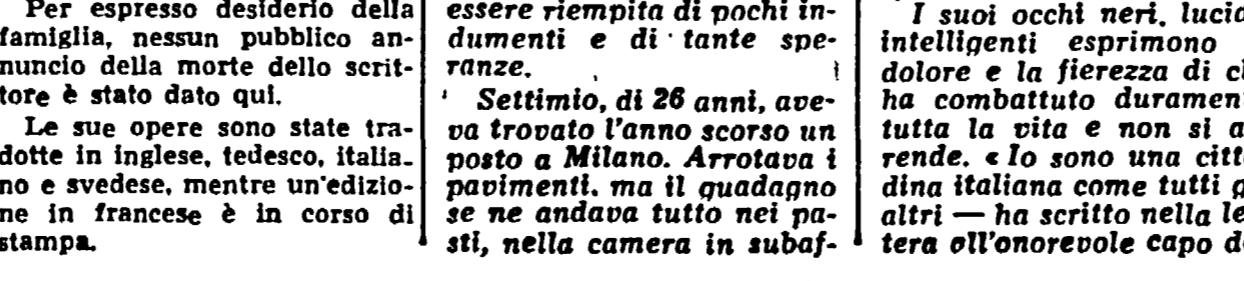 Per espresso desiderio della
famiglia, nessun pubblico an-
nuncio della morte dello scrit-
tore è stato dato qui.
Le sue opere sono state tra-
dotte in inglese, tedesco, italia-
no e svedese, mentre un'edizio-
ne in francese è in corso di
stampa.
essere riempita di pochi in-
dumenti e di tante spe-
ranze.
Settimio, di 26 anni, ave-
va trovato l'anno scorso un
posto a Milano. Arrotava i
pavimenti. ma il guadagno
se ne andava tutto nei pa-
sti, nella camera in subaf-
I suoi occhi neri. lucid
intelligenti esprimono
dolore e la fierezza di
ha combattuto duramen
tutta la vita e non si a
rende. « Io sono una citt
dina italiana come tutti g
altri — ha scritto nella le
tera all'onorevole capo d